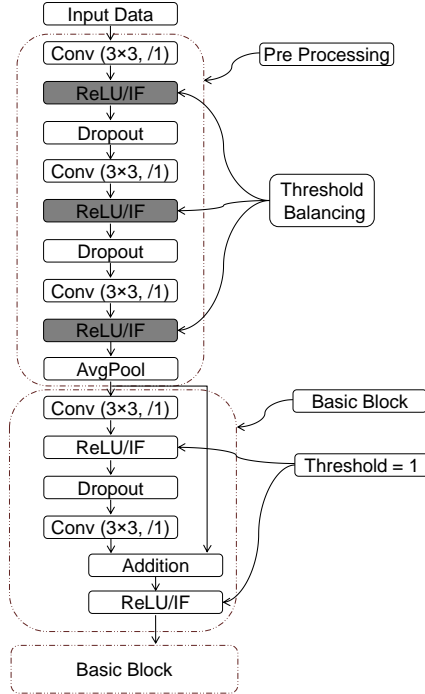 Input Data
Conv (3×3, /1)
Pre Processing
ReLU/IF
Dropout
Conv (3×3, /1)
Threshold
Balancing
ReLU/IF
Dropout
Conv (3×3, /1)
ReLU/IF
AvgPool
Conv (3×3, /1)
Basic Block
ReLU/IF
Threshold = 1
Dropout
Conv (3×3, /1)
Addition
ReLU/IF
Basic Block